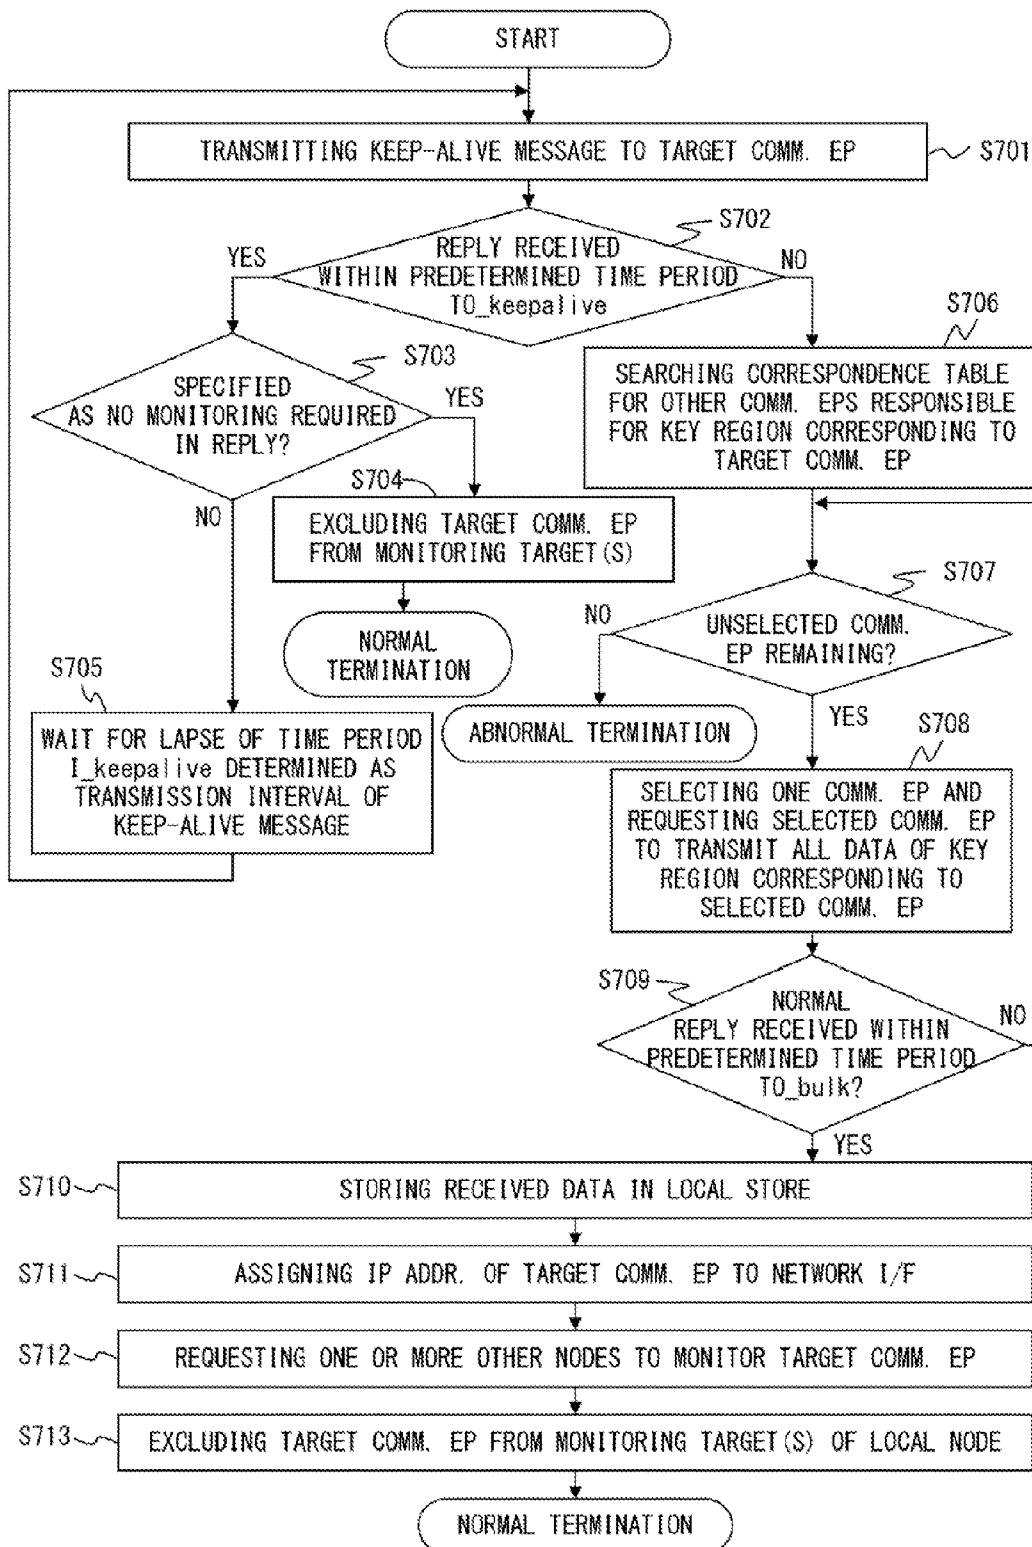 START
TRANSMITTING KEEP-ALIVE MESSAGE TO TARGET COMM. EP
S701
S702
REPLY RECEIVED
WITHIN PREDETERMINED TIME PERIOD
TO_keepalive
YES
NO
S703
SPECIFIED
AS NO MONITORING REQUIRED
IN REPLY?
YES
NO
S706
SEARCHING CORRESPONDENCE TABLE
FOR OTHER COMM. EPS RESPONSIBLE
FOR KEY REGION CORRESPONDING TO
TARGET COMM. EP
S704
EXCLUDING TARGET COMM. EP
FROM MONITORING TARGET(S)
NORMAL
TERMINATION
S707
UNSELECTED COMM.
EP REMAINING?
NO
YES
ABNORMAL TERMINATION
S705
WAIT FOR LAPSE OF TIME PERIOD
I_keepalive DETERMINED AS
TRANSMISSION INTERVAL OF
KEEP-ALIVE MESSAGE
S708
SELECTING ONE COMM. EP AND
REQUESTING SELECTED COMM. EP
TO TRANSMIT ALL DATA OF KEY
REGION CORRESPONDING TO
SELECTED COMM. EP
S709
NORMAL
REPLY RECEIVED WITHIN
PREDETERMINED TIME PERIOD
TO_bulk?
NO
YES
S710
STORING RECEIVED DATA IN LOCAL STORE
S711
ASSIGNING IP ADDR. OF TARGET COMM. EP TO NETWORK I/F
S712
REQUESTING ONE OR MORE OTHER NODES TO MONITOR TARGET COMM. EP
S713
EXCLUDING TARGET COMM. EP FROM MONITORING TARGET(S) OF LOCAL NODE
NORMAL TERMINATION